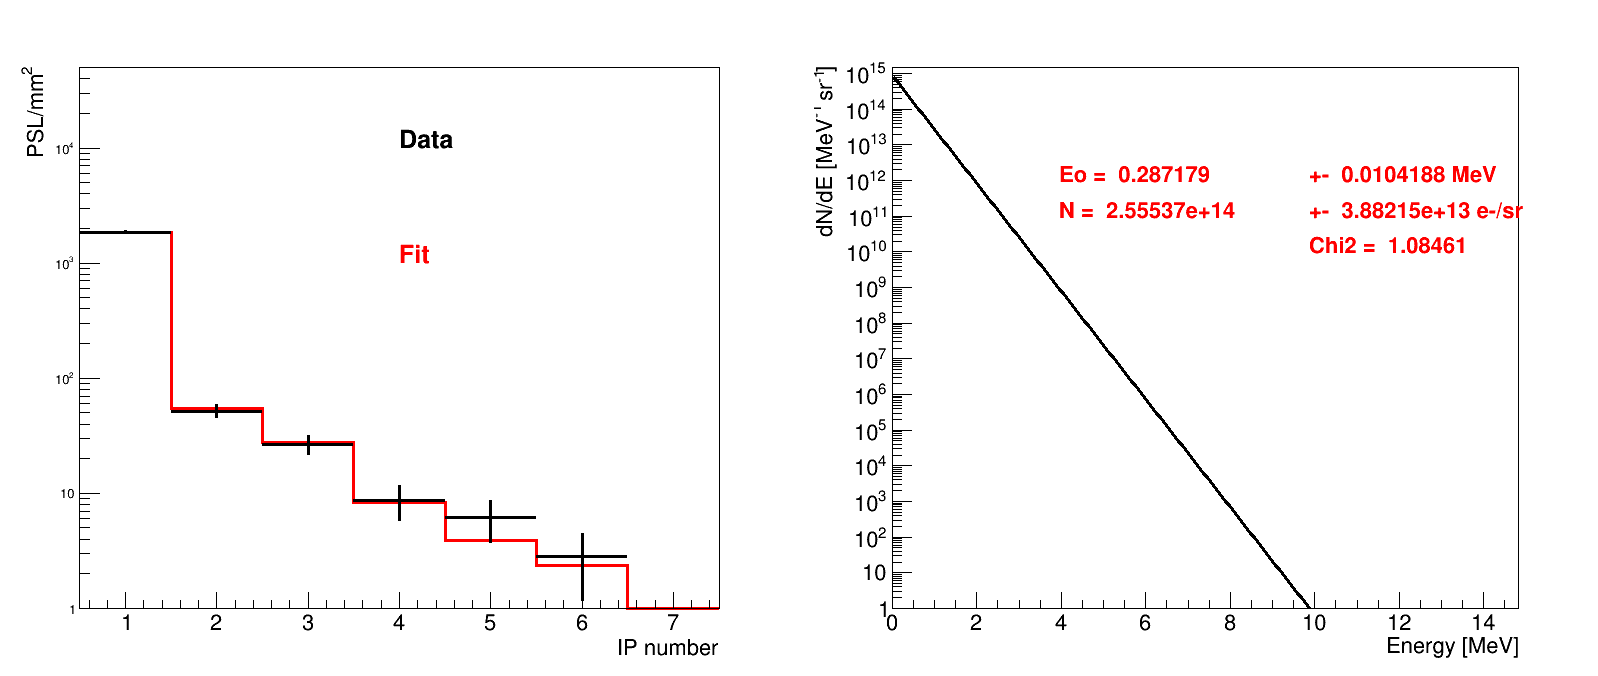 PSL/mm²
10⁴
10³
10²
10
1
Data
Fit
1 2 3 4 5 6 7
IP number
dN/dE [MeV⁻¹ sr⁻¹]
10¹⁵
10¹⁴
10¹³
10¹²
10¹¹
10¹⁰
10⁹
10⁸
10⁷
10⁶
10⁵
10⁴
10³
10²
10
1
Eo = 0.287179 +- 0.0104188 MeV
N = 2.55537e+14 +- 3.88215e+13 e-/sr
Chi2 = 1.08461
0 2 4 6 8 10 12 14
Energy [MeV]